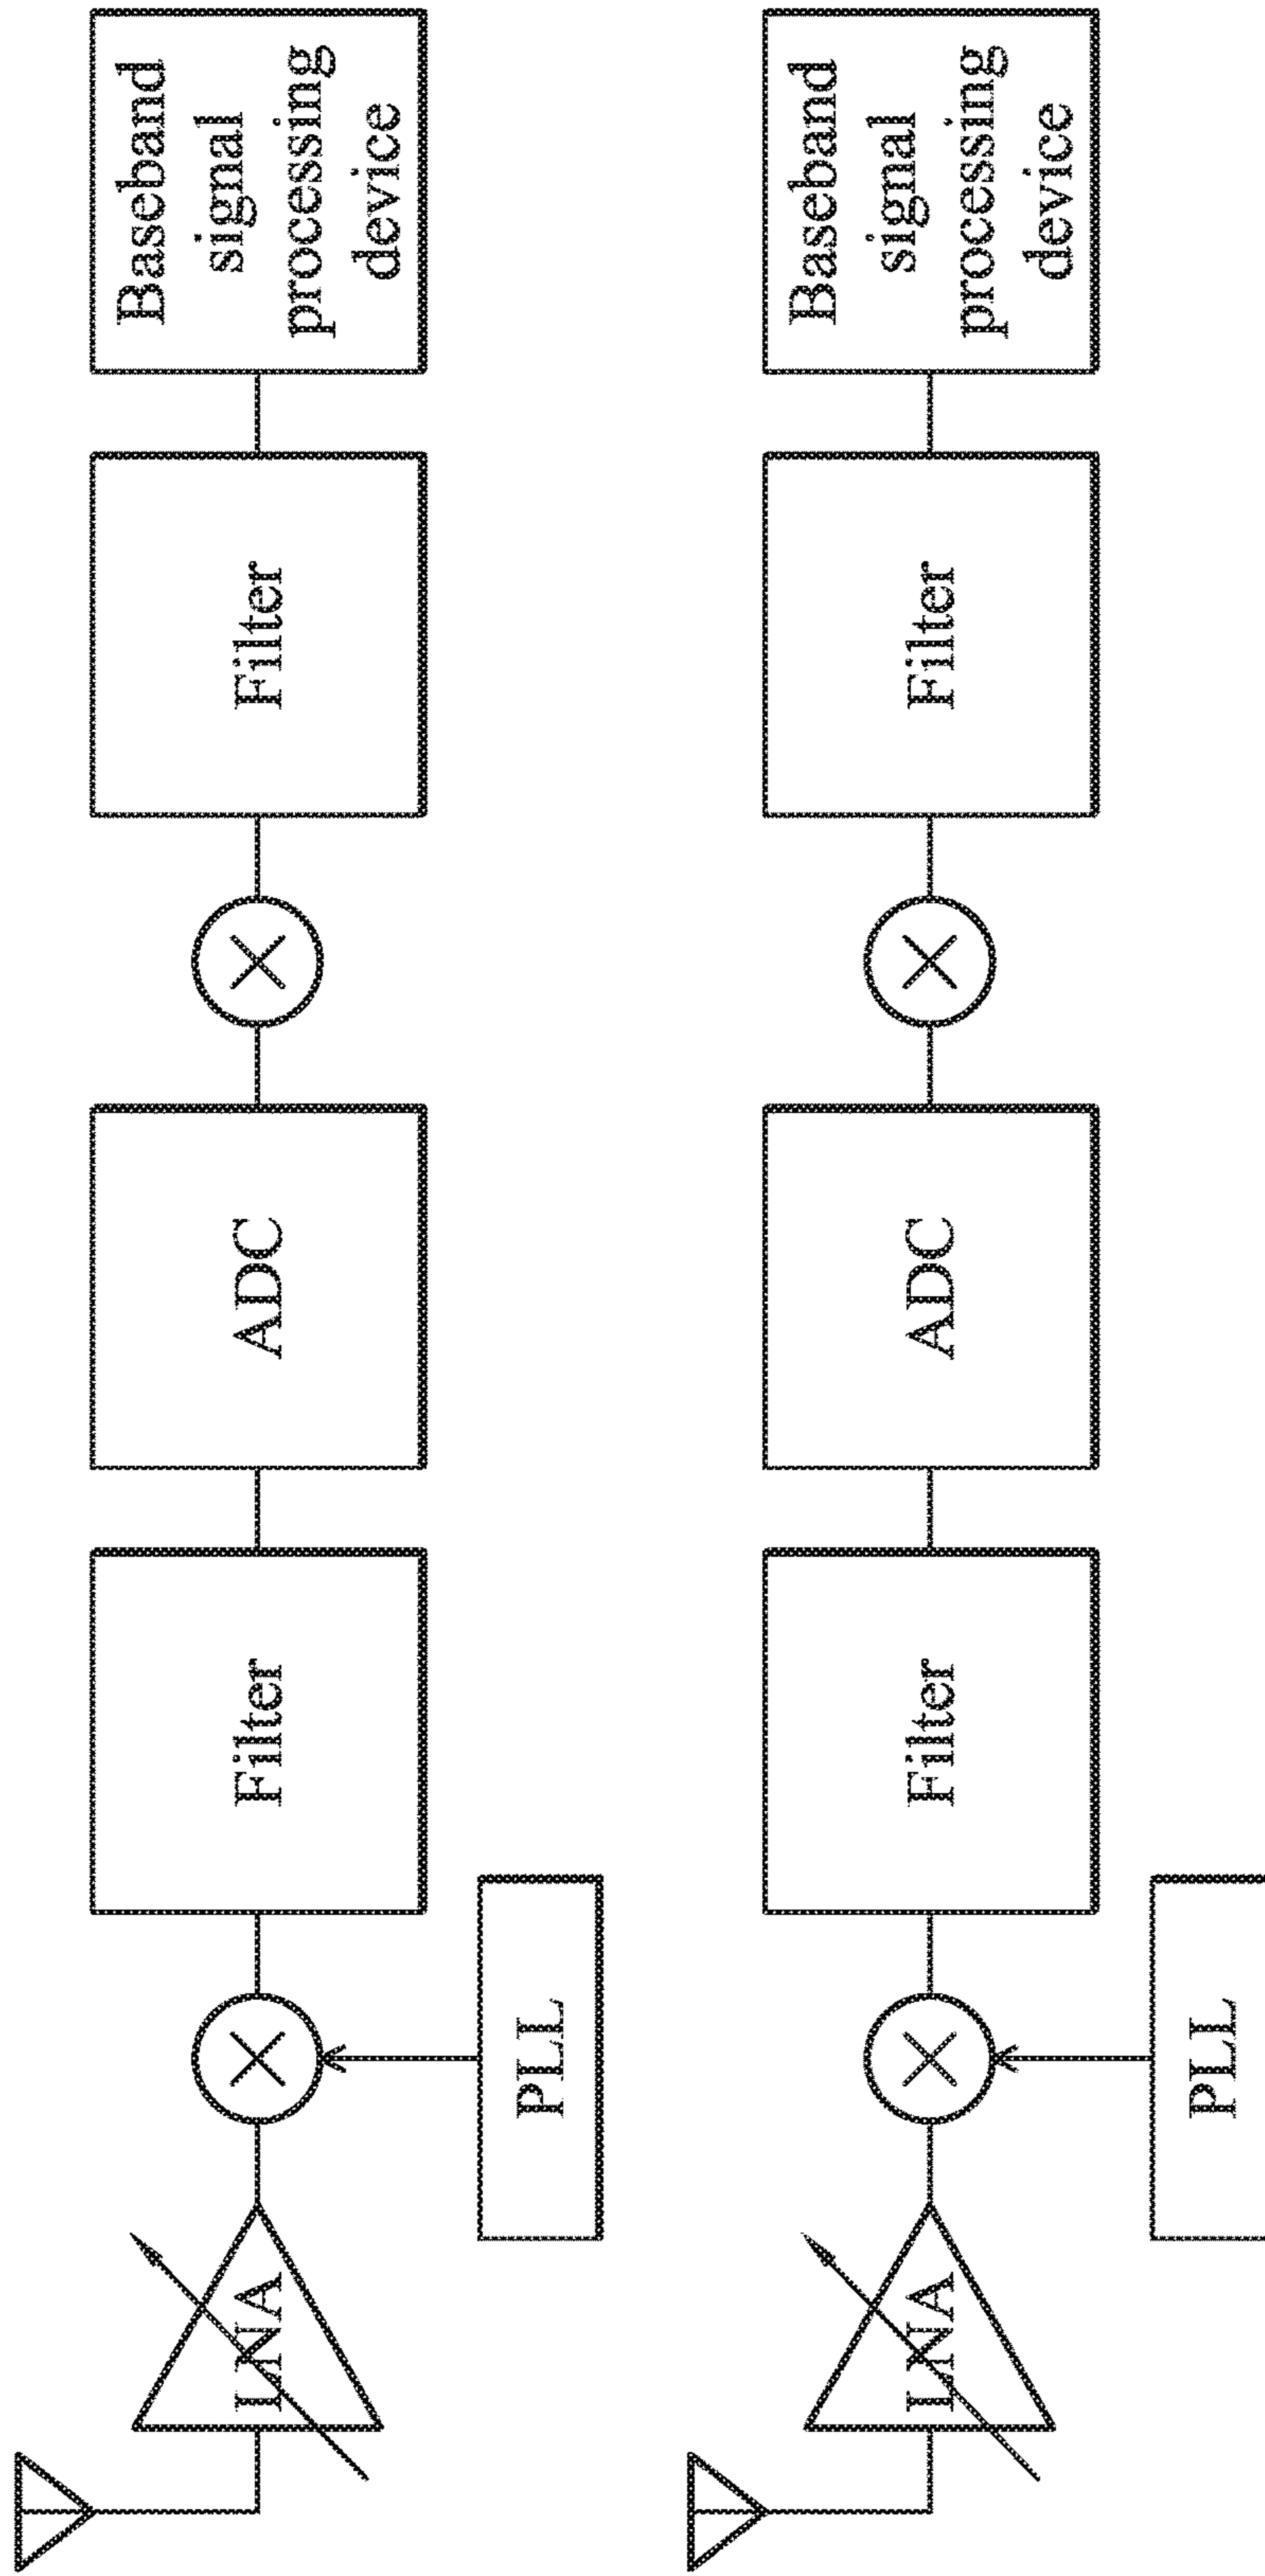 LNA
PLL
Filter
ADC
Filter
Baseband
signal
processing
device
LNA
PLL
Filter
ADC
Filter
Baseband
signal
processing
device